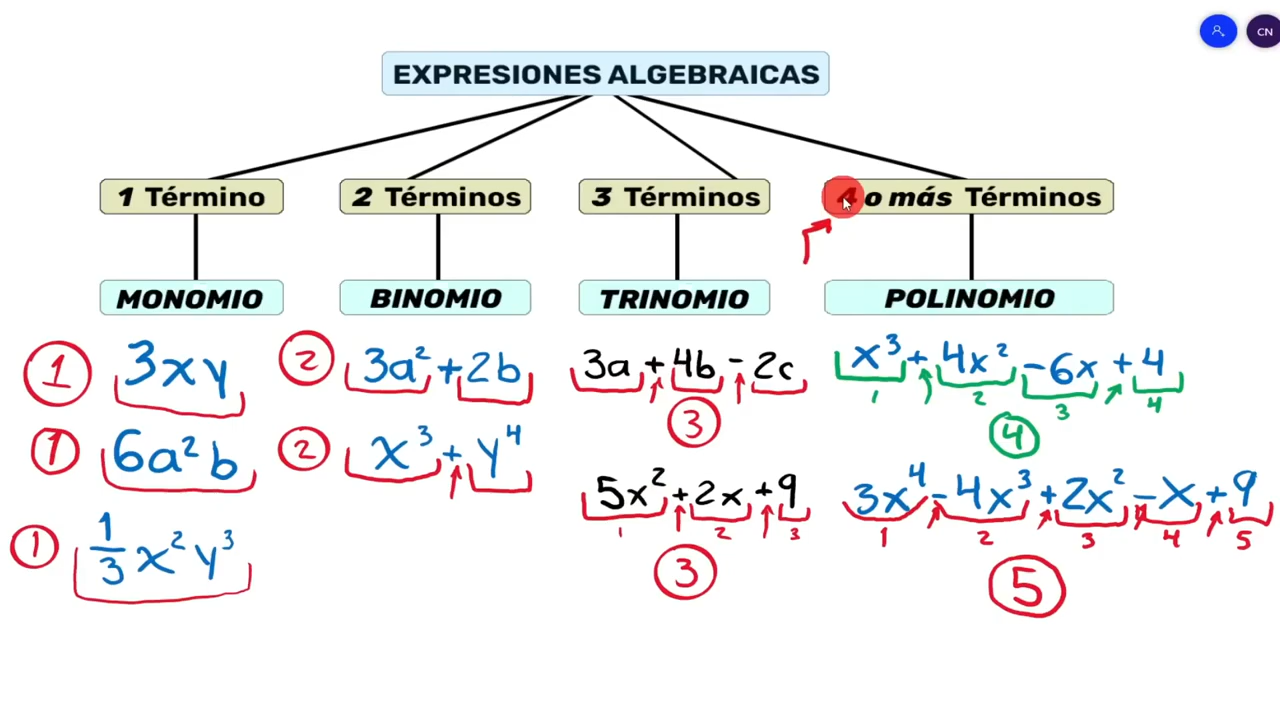 CN
EXPRESIONES ALGEBRAICAS
1 Término
2 Términos
3 Términos
4 o más Términos
MONOMIO
BINOMIO
TRINOMIO
POLINOMIO
1 3xy
1 6a²b
1 1/3 x²y³
2 3a² + 2b
2 x³ + y⁴
3a + 4b - 2c
3
5x² + 2x + 9
1 2 3
3
x³ + 4x² - 6x + 4
1 2 3 4
4
3x⁴ - 4x³ + 2x² - x + 9
1 2 3 4 5
5